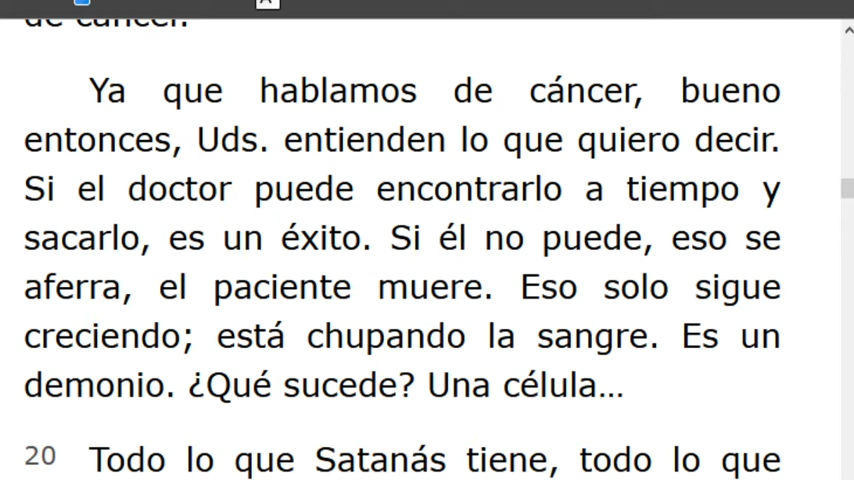 de cáncer.
Ya que hablamos de cáncer, bueno
entonces, Uds. entienden lo que quiero decir.
Si el doctor puede encontrarlo a tiempo y
sacarlo, es un éxito. Si él no puede, eso se
aferra, el paciente muere. Eso solo sigue
creciendo; está chupando la sangre. Es un
demonio. ¿Qué sucede? Una célula...
20 Todo lo que Satanás tiene, todo lo que